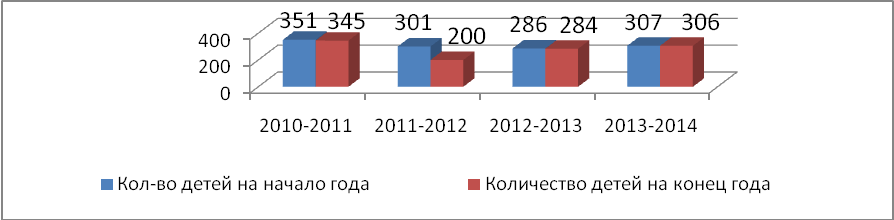 351 345 301 200 286 284 307 306
400
200
0
2010-2011 2011-2012 2012-2013 2013-2014
Кол-во детей на начало года Количество детей на конец года